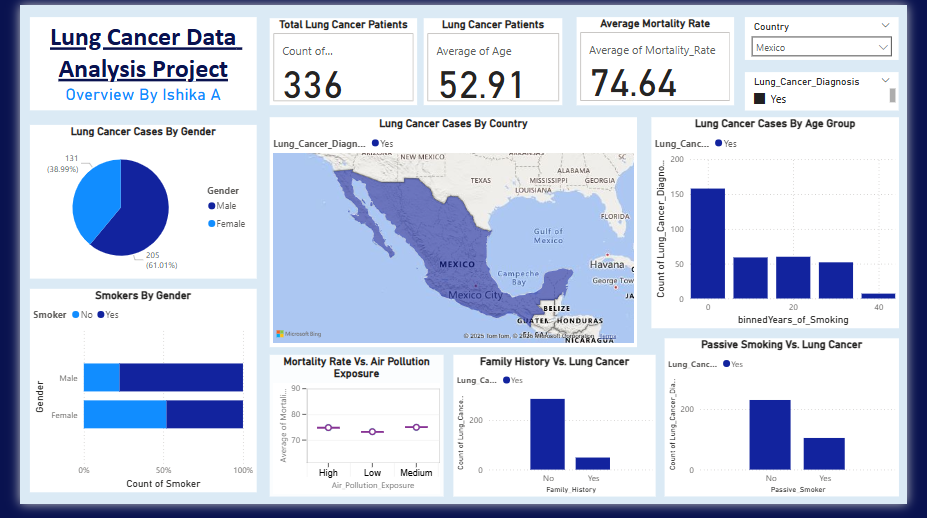 Lung Cancer Data
Analysis Project
Overview By Ishika A
Total Lung Cancer Patients
Count of...
336
Lung Cancer Patients
Average of Age
52.91
Average Mortality Rate
Average of Mortality_Rate
74.64
Country
Mexico
Lung_Cancer_Diagnosis
Yes
Lung Cancer Cases By Gender
131
(38.99%)
205
(61.01%)
Gender
Male
Female
Smokers By Gender
Smoker No Yes
Gender
Male
Female
0% 50% 100%
Count of Smoker
Lung Cancer Cases By Country
Lung_Cancer_Diagn... Yes
NEW MEXICO
TEXAS
ALABAMA
MISSISSIPPI
GEORGIA
LOUISIANA
SC
FLORIDA
Gulf of
Mexico
MEXICO
Mexico City
Campeche
Bay
Havana
George Tow
JA
BELIZE
HONDURAS
NICARAGUA
Microsoft Bing
© 2025 TomTom, © 2025 Microsoft Corporation Terms
Lung Cancer Cases By Age Group
Lung_Canc... Yes
Count of Lung_Cancer_Diagno...
200
150
100
50
0
0 20 40
binnedYears_of_Smoking
Mortality Rate Vs. Air Pollution
Exposure
Average of Mortali...
90
80
70
High Low Medium
Air_Pollution_Exposure
Family History Vs. Lung Cancer
Lung_Ca... Yes
Count of Lung_Cance...
200
0
No Yes
Family_History
Passive Smoking Vs. Lung Cancer
Lung_Canc... Yes
Count of Lung_Cancer_Dia...
200
0
No Yes
Passive_Smoker